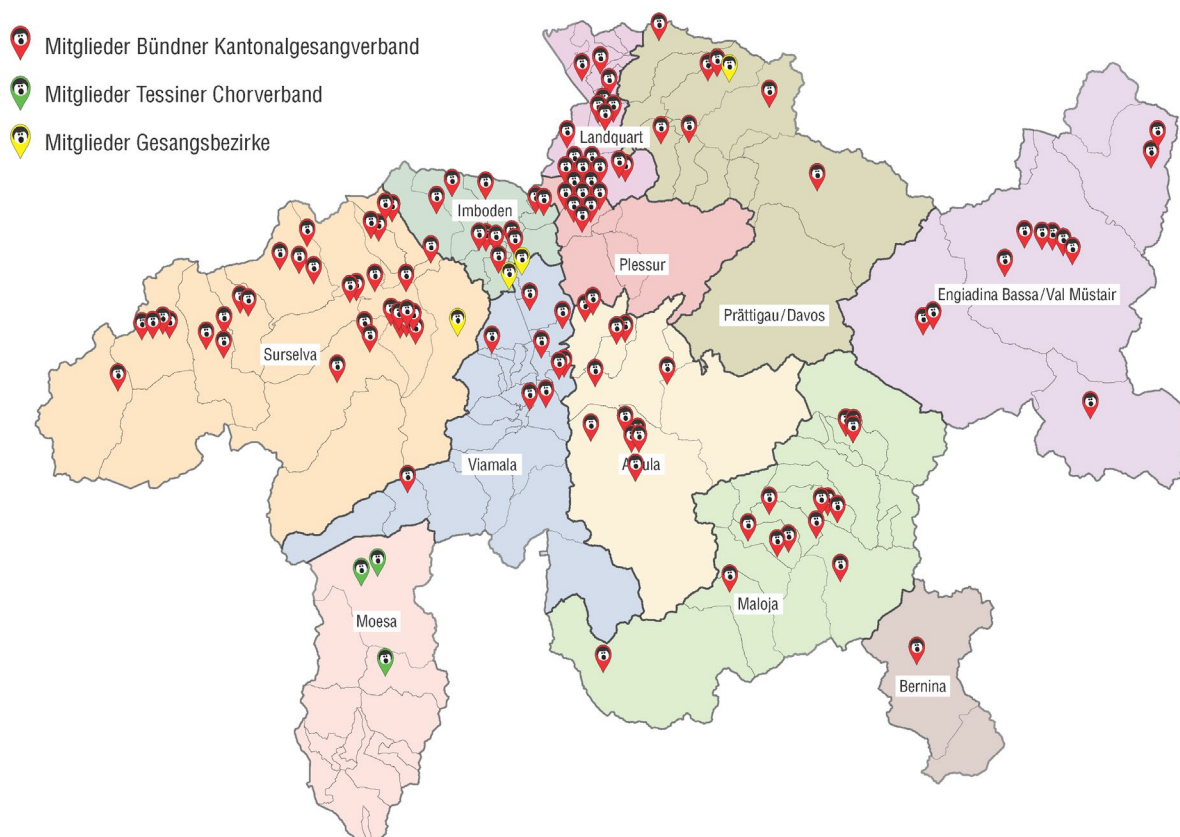 Mitglieder Bündner Kantonalgesangverband
Mitglieder Tessiner Chorverband
Mitglieder Gesangsbezirke
Landquart
Imboden
Plessur
Prättigau/Davos
Engiadina Bassa/Val Müstair
Surselva
Viamala
Maloja
Moesa
Bernina